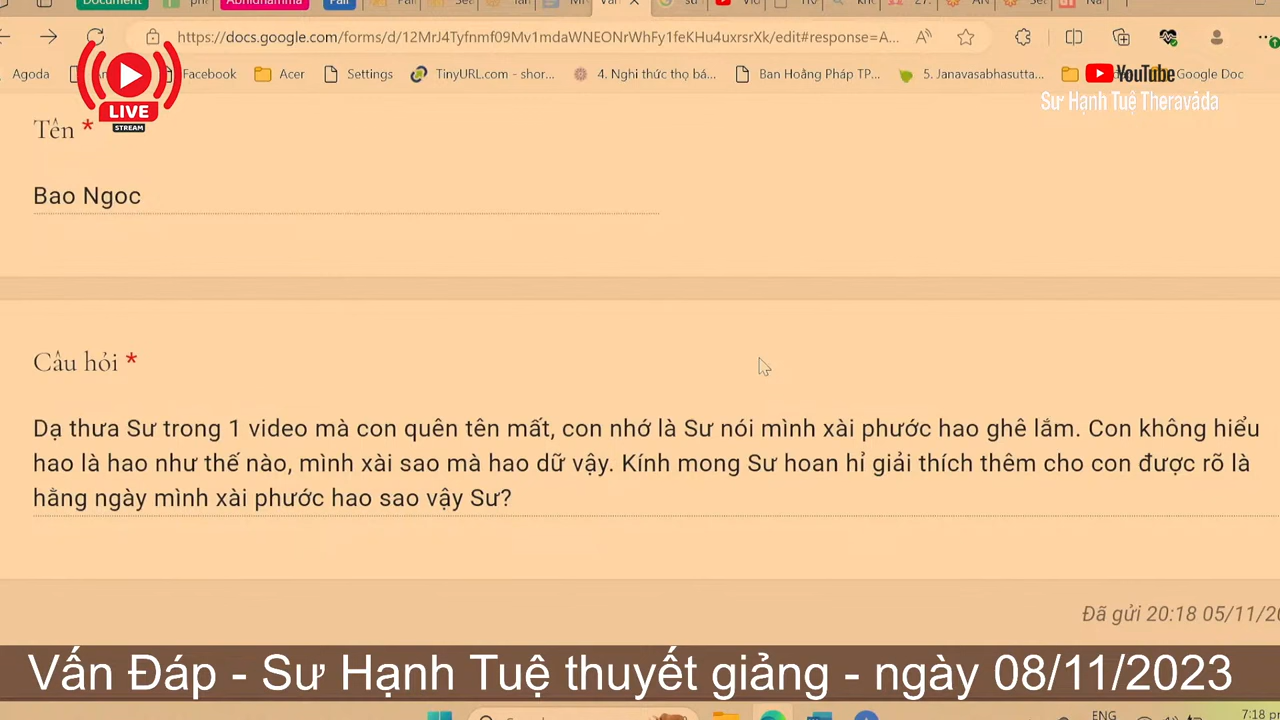 Document
Abhidhamma
Pali
https://docs.google.com/forms/d/12MrJ4Tyfnmf09Mv1mdaWNEONrWhFy1feKHu4uxrsrXk/edit#response=A...
Agoda
Facebook
Acer
Settings
TinyURL.com - shor...
4. Nghi thức thọ bá...
Ban Hoằng Pháp TP...
5. Janavasabhasutta...
YouTube
Google Doc
LIVE
STREAM
Sư Hạnh Tuệ Theravāda
Tên *
Bao Ngoc
Câu hỏi *
Dạ thưa Sư trong 1 video mà con quên tên mất, con nhớ là Sư nói mình xài phước hao ghê lắm. Con không hiểu
hao là hao như thế nào, mình xài sao mà hao dữ vậy. Kính mong Sư hoan hỉ giải thích thêm cho con được rõ là
hằng ngày mình xài phước hao sao vậy Sư?
Đã gửi 20:18 05/11/20
Vấn Đáp - Sư Hạnh Tuệ thuyết giảng - ngày 08/11/2023
ENG
7:18 pm